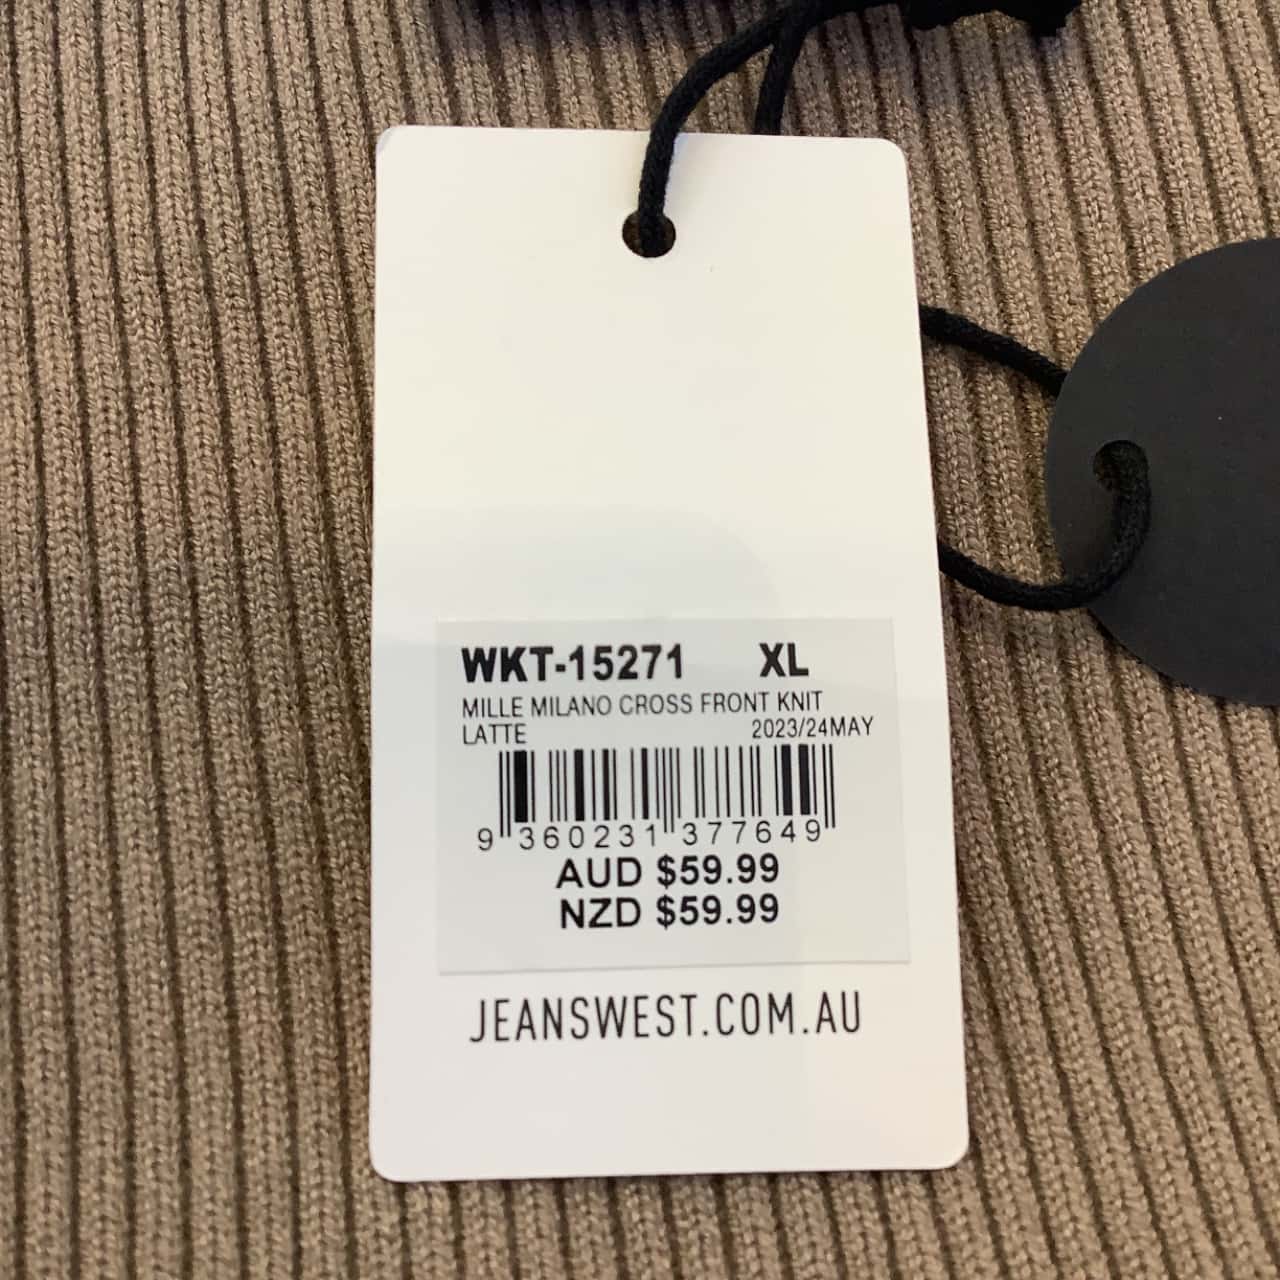 WKT-15271 XL
MILLE MILANO CROSS FRONT KNIT
LATTE 2023/24MAY
9 360231 377649
AUD $59.99
NZD $59.99
JEANSWEST.COM.AU